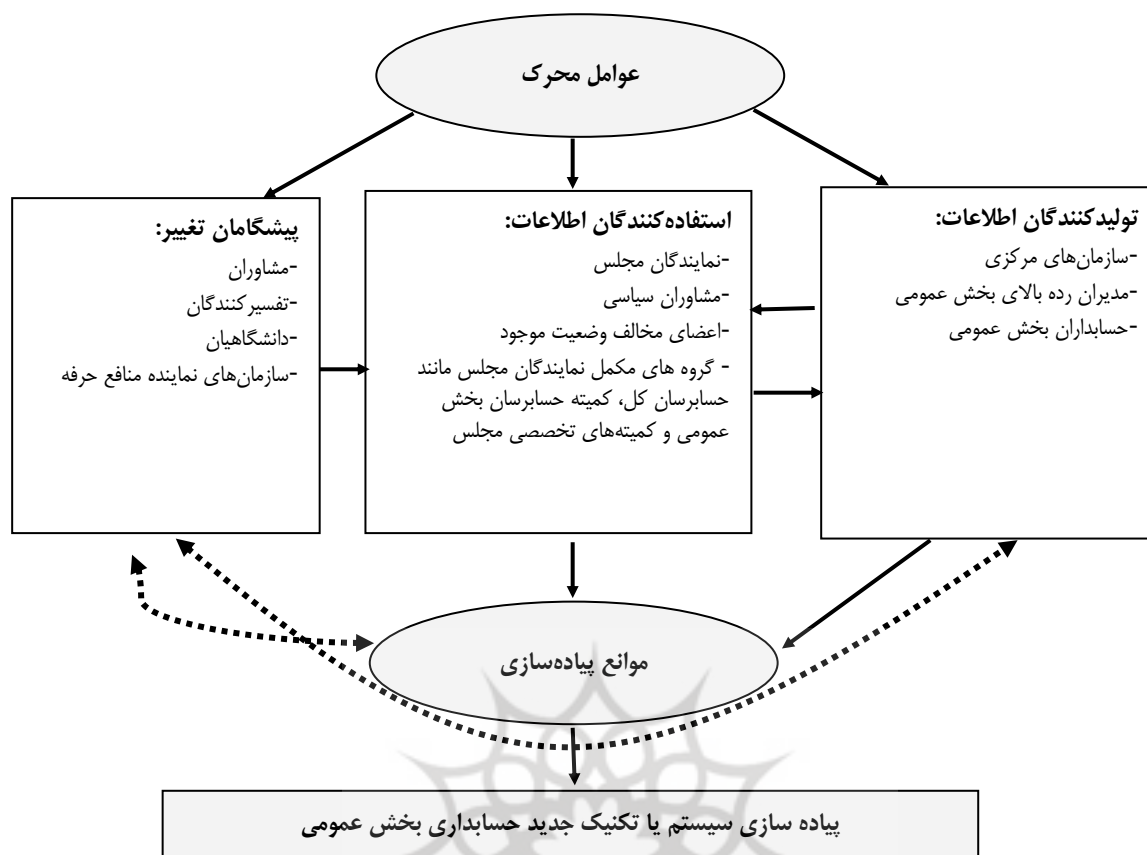 عوامل محرک
تولیدکنندگان اطلاعات:
-سازمان‌های مرکزی
-مدیران رده بالای بخش عمومی
-حسابداران بخش عمومی
استفاده‌کنندگان اطلاعات:
-نمایندگان مجلس
-مشاوران سیاسی
-اعضای مخالف وضعیت موجود
- گروه های مکمل نمایندگان مجلس مانند
حسابرسان کل، کمیته حسابرسان بخش
عمومی و کمیته‌های تخصصی مجلس
پیشگامان تغییر:
-مشاوران
-تفسیرکنندگان
-دانشگاهیان
-سازمان‌های نماینده منافع حرفه
موانع پیاده‌سازی
پیاده سازی سیستم یا تکنیک جدید حسابداری بخش عمومی